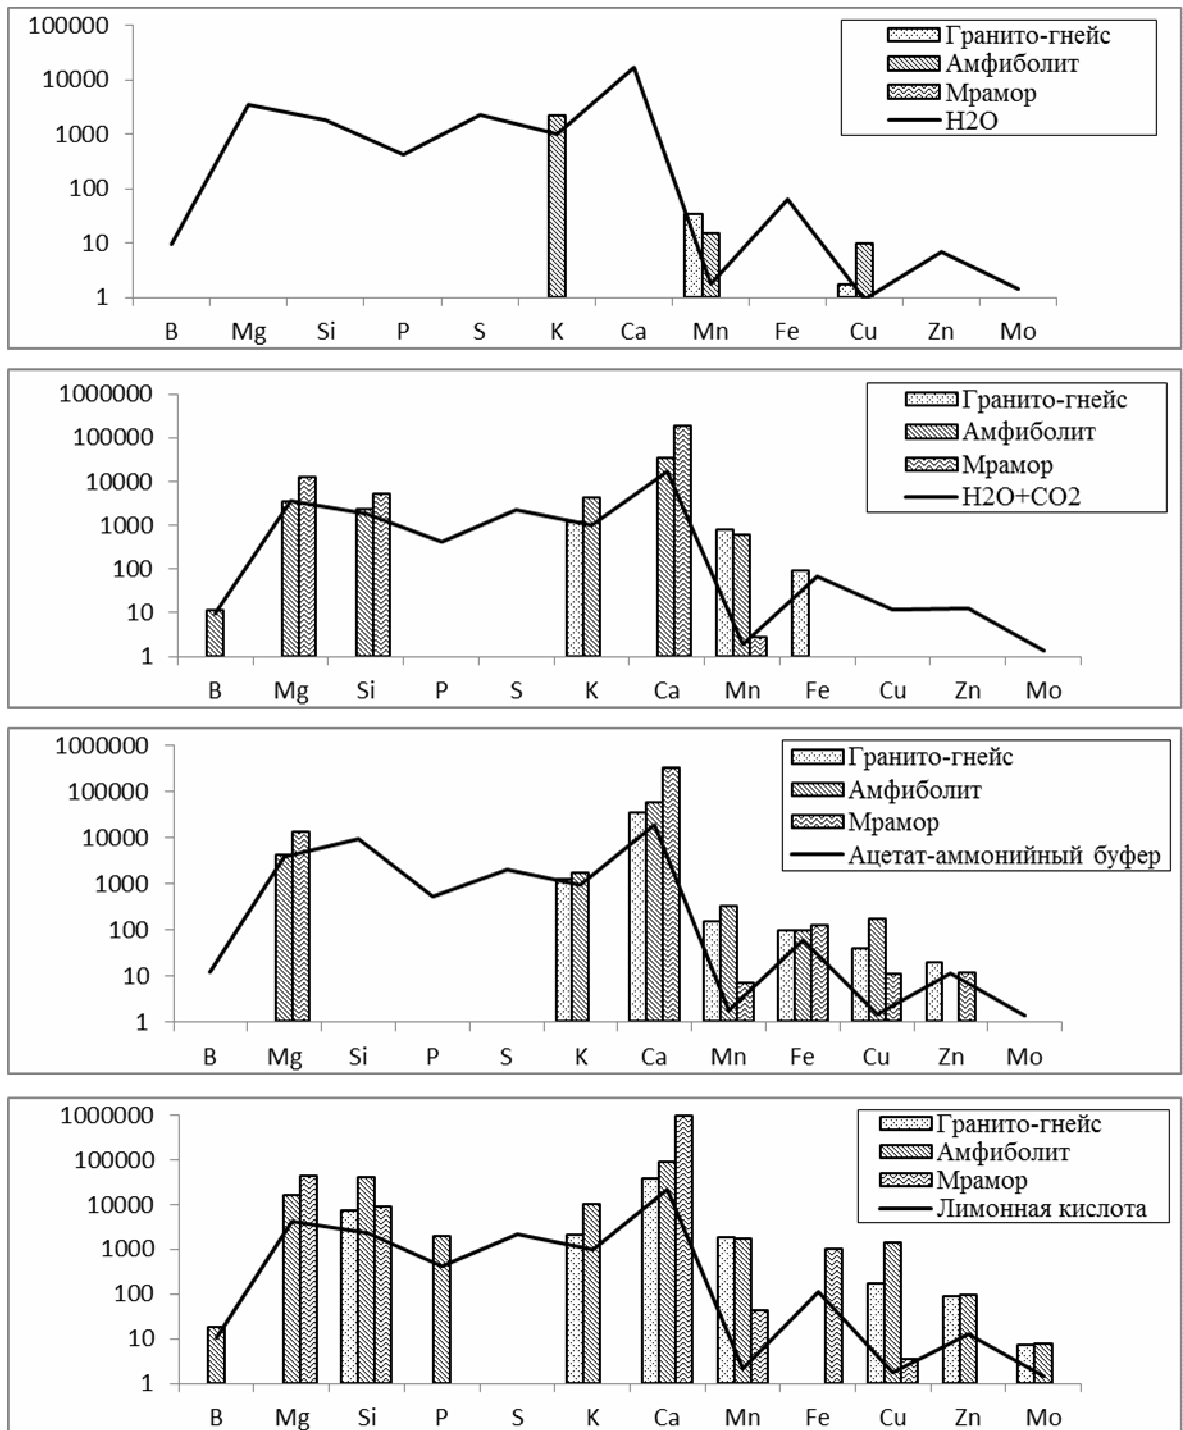 100000
10000
1000
100
10
1
B Mg Si P S K Ca Mn Fe Cu Zn Mo
Гранито-гнейс
Амфиболит
Мрамор
H2O
1000000
100000
10000
1000
100
10
1
B Mg Si P S K Ca Mn Fe Cu Zn Mo
Гранито-гнейс
Амфиболит
Мрамор
H2O+CO2
1000000
100000
10000
1000
100
10
1
B Mg Si P S K Ca Mn Fe Cu Zn Mo
Гранито-гнейс
Амфиболит
Мрамор
Ацетат-аммонийный буфер
1000000
100000
10000
1000
100
10
1
B Mg Si P S K Ca Mn Fe Cu Zn Mo
Гранито-гнейс
Амфиболит
Мрамор
Лимонная кислота